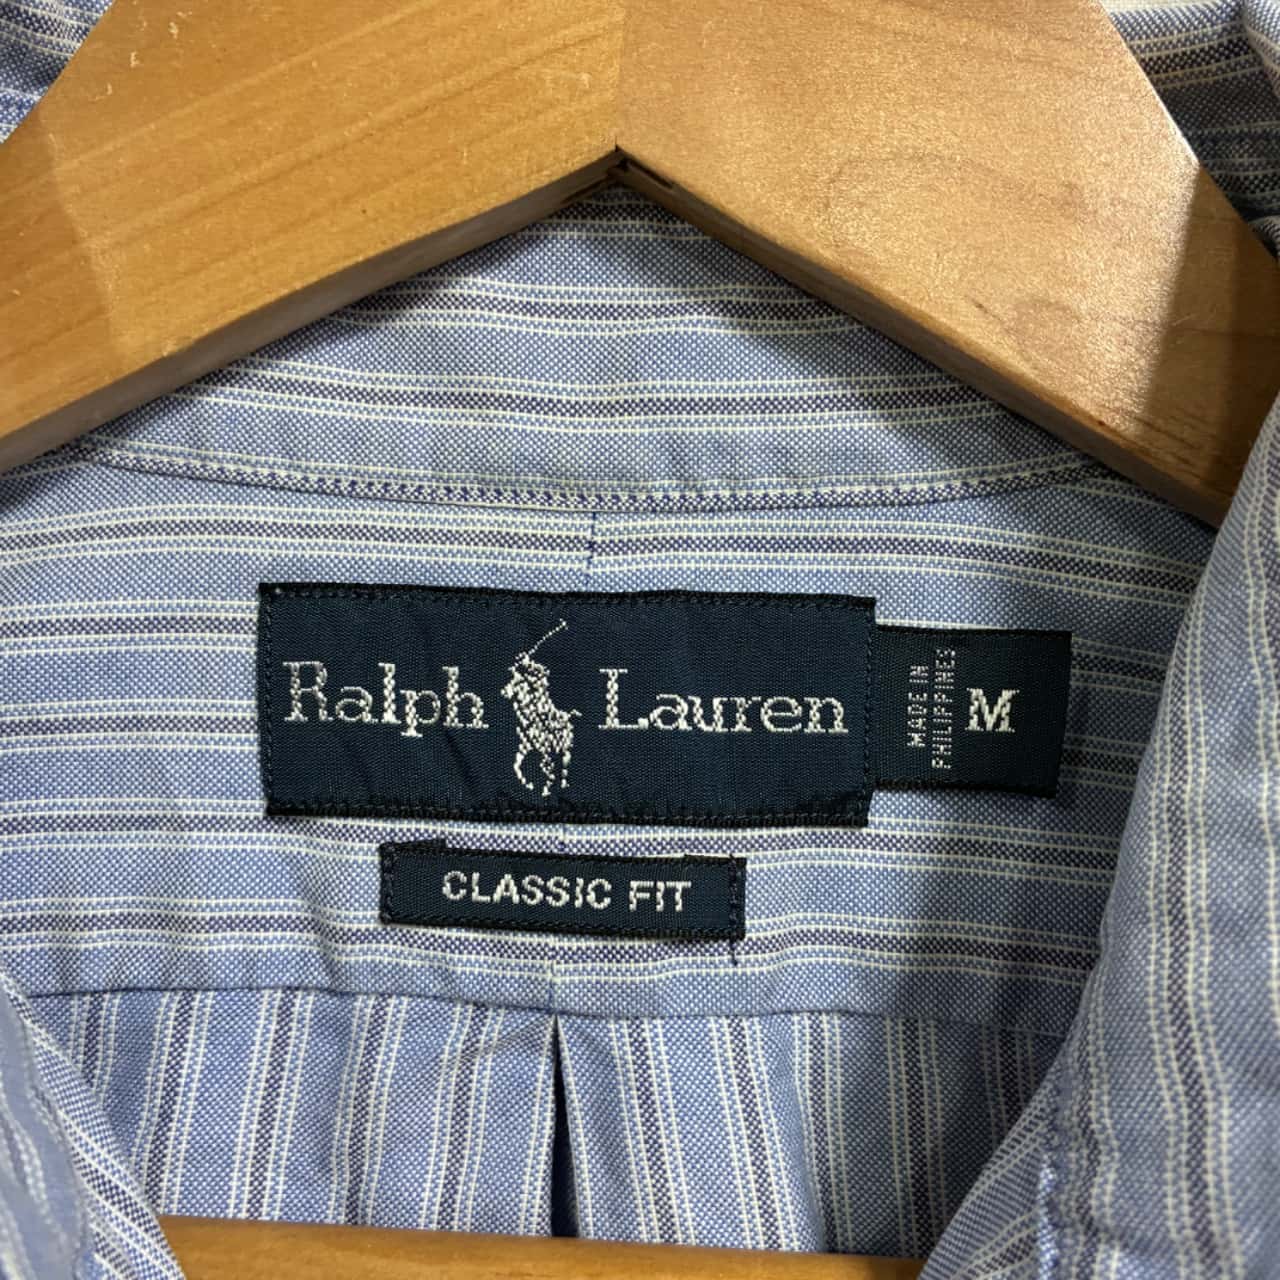 Ralph Lauren
MADE IN
PHILIPPINES
M
CLASSIC FIT